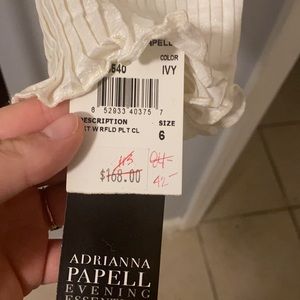 PAPELL
COLOR
540 IVY
8 52933 40375 7
DESCRIPTION SIZE
T W RFLD PLT CL 6
$168.00
42-
ADRIANNA
PAPELL
EVENING